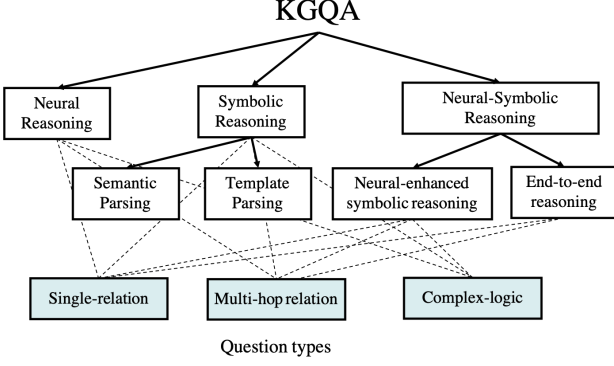 KGQA
Neural
Reasoning
Symbolic
Reasoning
Neural-Symbolic
Reasoning
Semantic
Parsing
Template
Parsing
Neural-enhanced
symbolic reasoning
End-to-end
reasoning
Single-relation
Multi-hop relation
Complex-logic
Question types